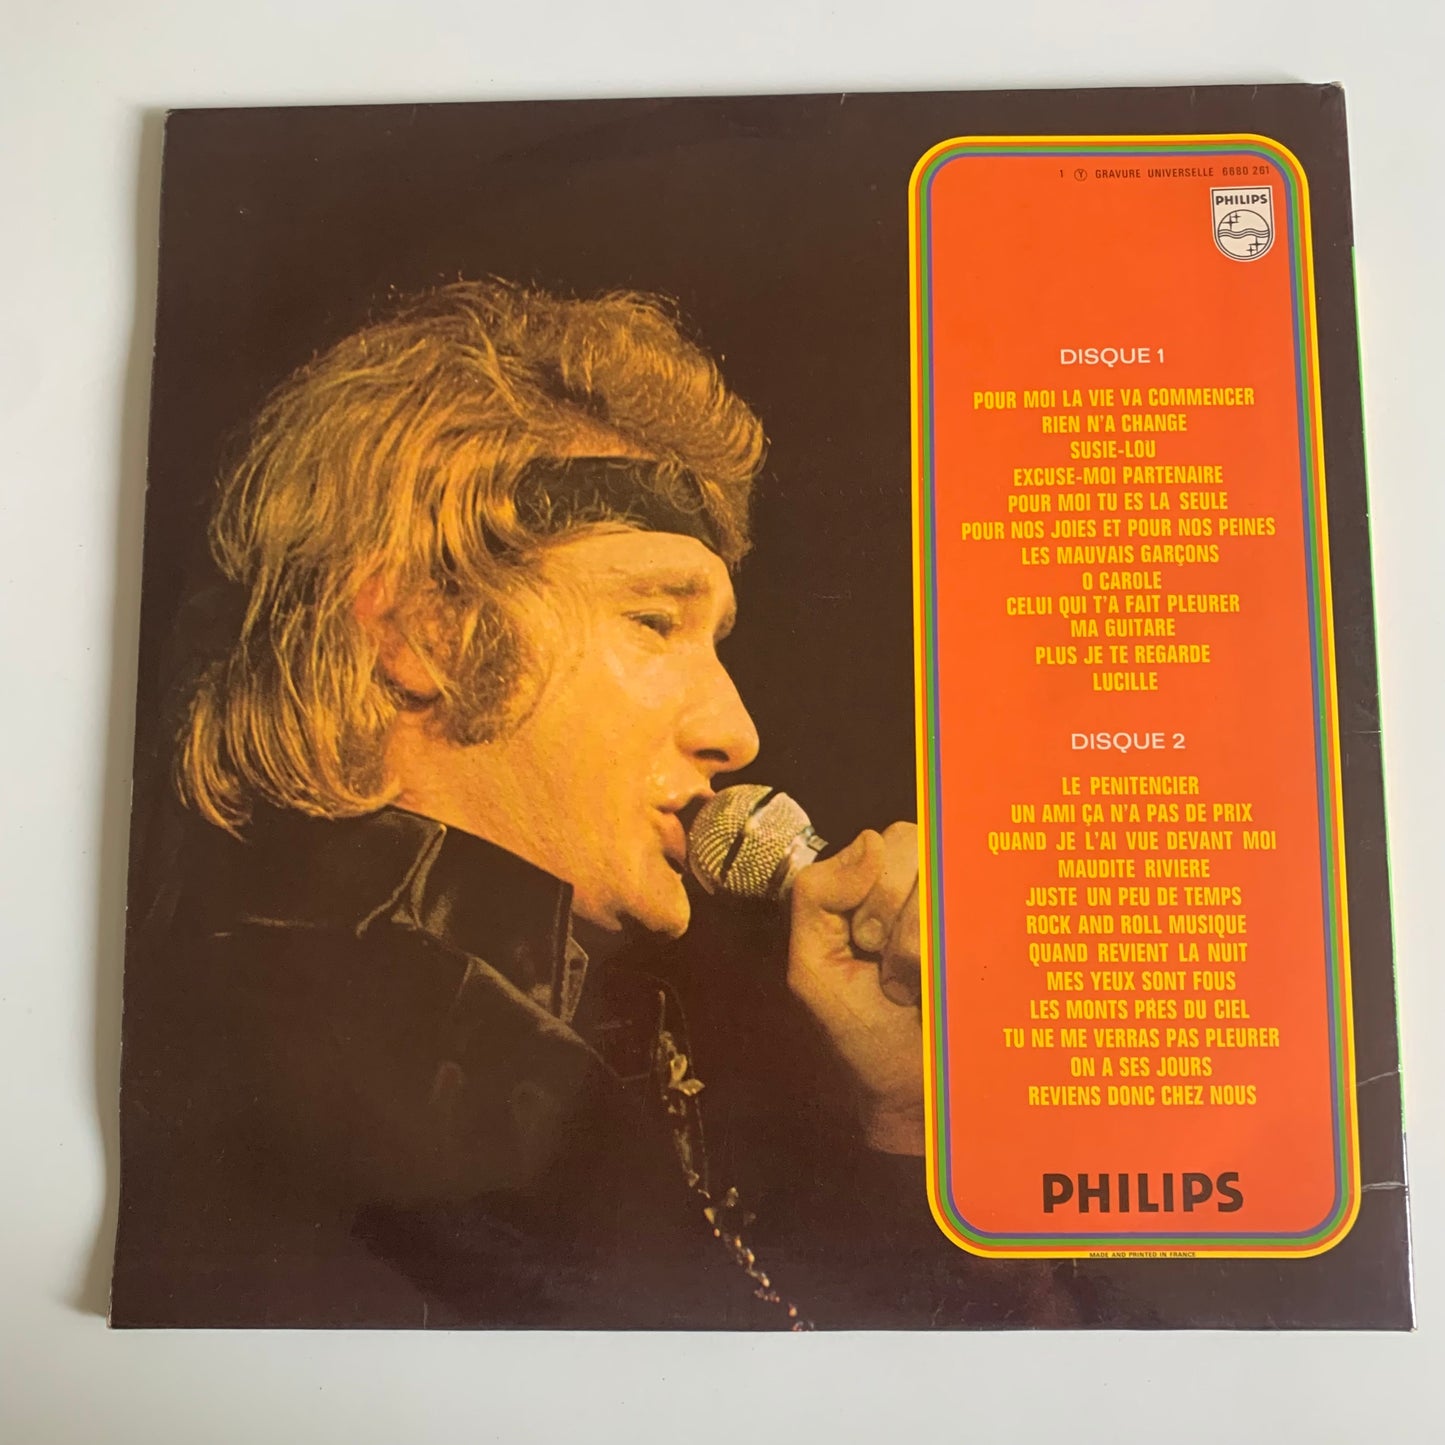 1 Ⓨ GRAVURE UNIVERSELLE 6680 261
PHILIPS
DISQUE 1
POUR MOI LA VIE VA COMMENCER
RIEN N'A CHANGE
SUSIE-LOU
EXCUSE-MOI PARTENAIRE
POUR MOI TU ES LA SEULE
POUR NOS JOIES ET POUR NOS PEINES
LES MAUVAIS GARÇONS
O CAROLE
CELUI QUI T'A FAIT PLEURER
MA GUITARE
PLUS JE TE REGARDE
LUCILLE
DISQUE 2
LE PENITENCIER
UN AMI ÇA N'A PAS DE PRIX
QUAND JE L'AI VUE DEVANT MOI
MAUDITE RIVIERE
JUSTE UN PEU DE TEMPS
ROCK AND ROLL MUSIQUE
QUAND REVIENT LA NUIT
MES YEUX SONT FOUS
LES MONTS PRES DU CIEL
TU NE ME VERRAS PAS PLEURER
ON A SES JOURS
REVIENS DONC CHEZ NOUS
PHILIPS
MADE AND PRINTED IN FRANCE